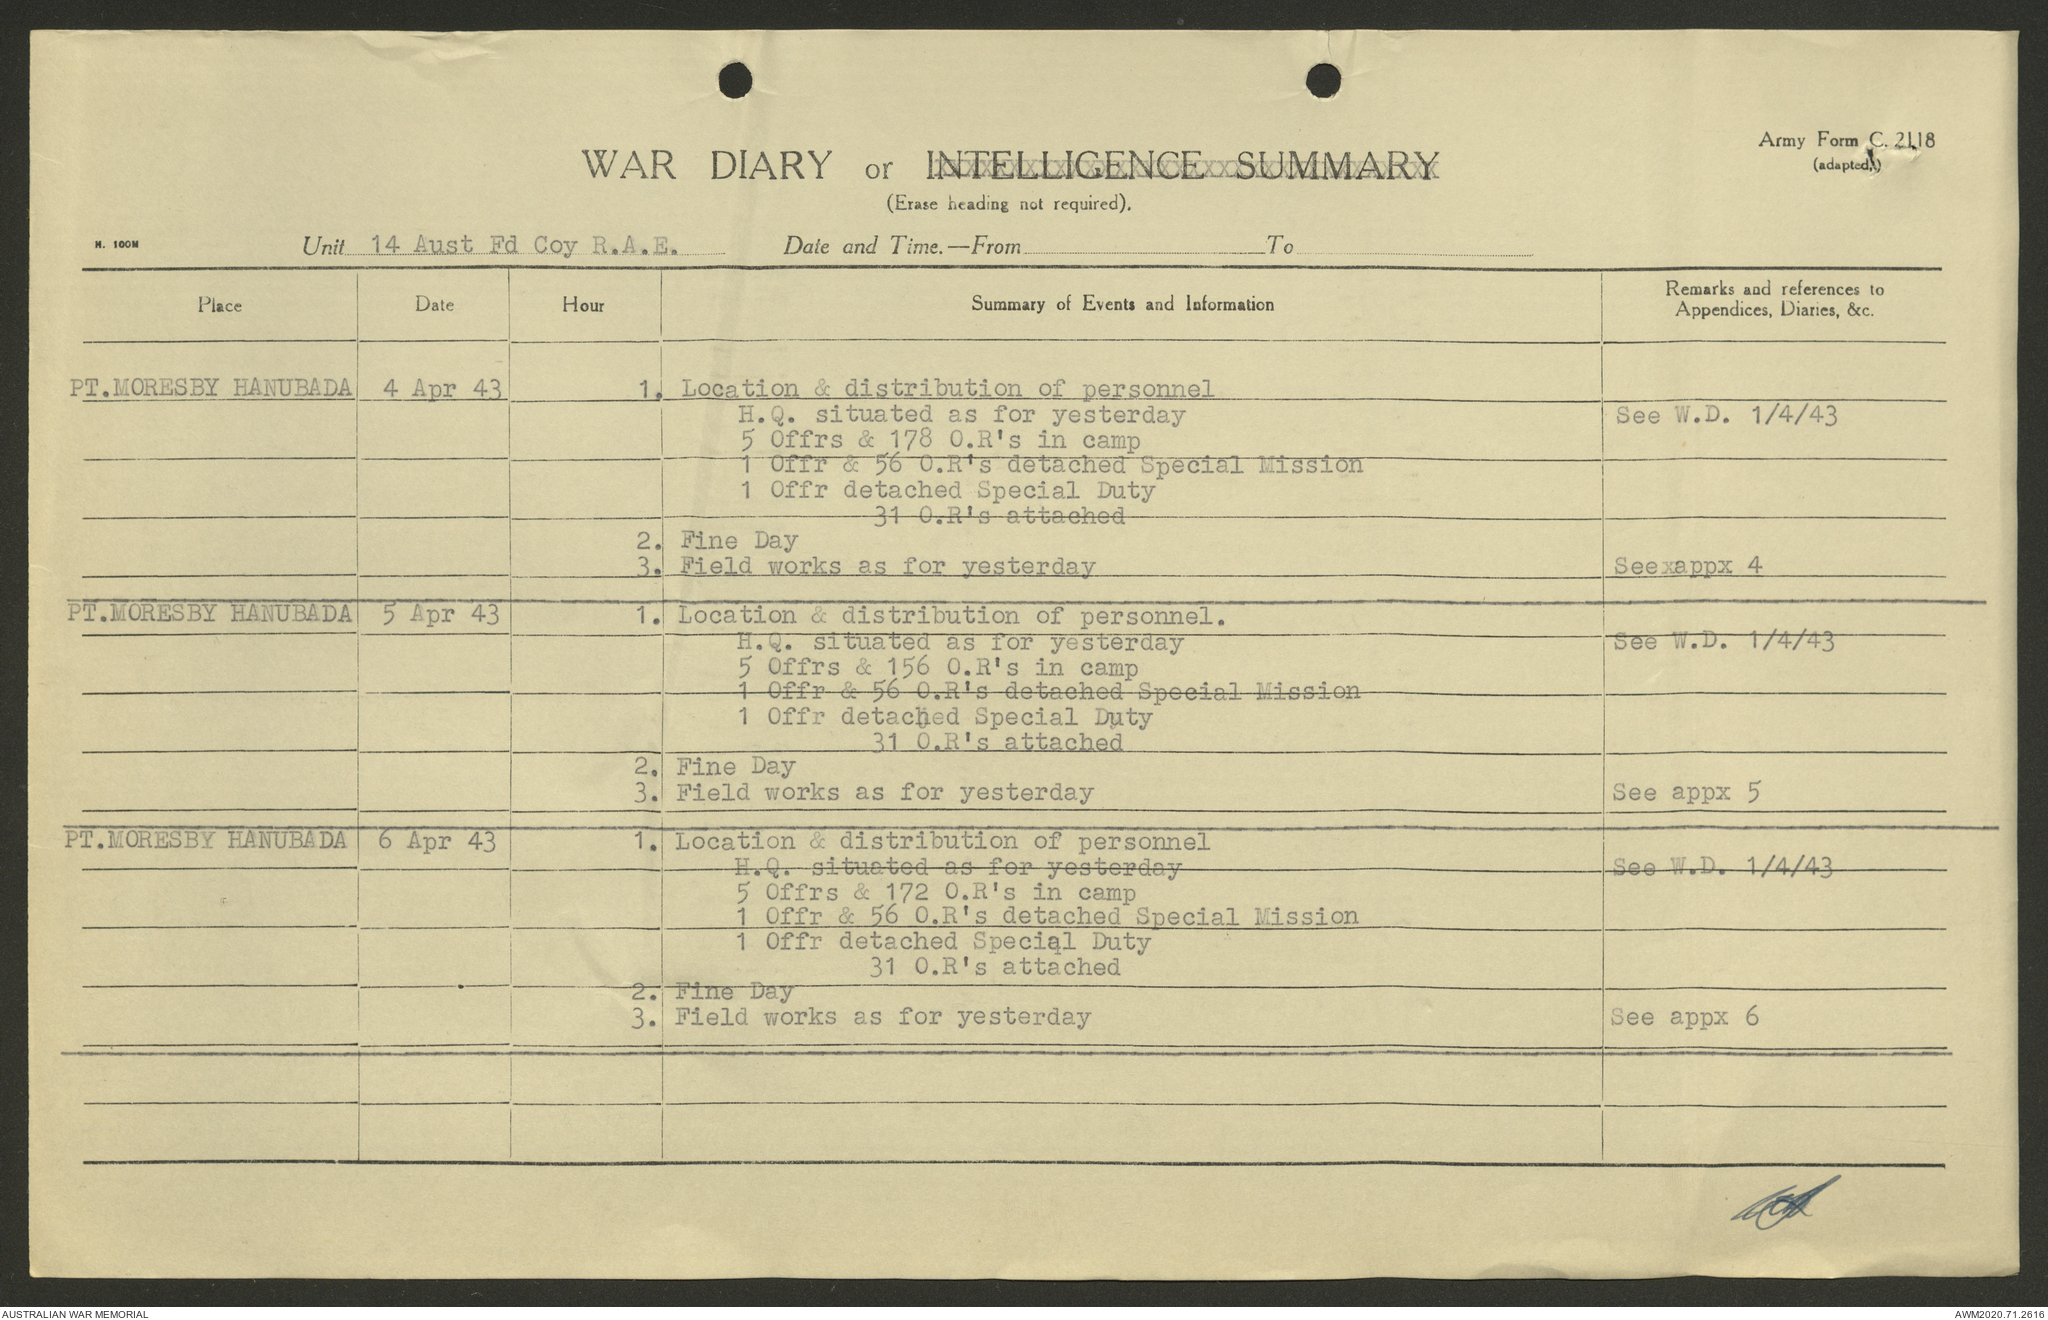 Army Form C. 2118
WAR DIARY or INTELLIGENCE SUMMARY
(adapted.)
(Erase heading not required).
M. 100M
Unit 14 Aust Fd Coy R.A.E. Date and Time.—From To
Place Date Hour Summary of Events and Information Remarks and references to
Appendices, Diaries, &c.
PT.MORESBY HANUBADA 4 Apr 43 1. Location & distribution of personnel
H.Q. situated as for yesterday See W.D. 1/4/43
5 Offrs & 178 O.R's in camp
1 Offr & 56 O.R's detached Special Mission
1 Offr detached Special Duty
31 O.R's attached
2. Fine Day
3. Field works as for yesterday Seexappx 4
PT.MORESBY HANUBADA 5 Apr 43 1. Location & distribution of personnel.
H.Q. situated as for yesterday See W.D. 1/4/43
5 Offrs & 156 O.R's in camp
1 Offr & 56 O.R's detached Special Mission
1 Offr detached Special Duty
31 O.R's attached
2. Fine Day
3. Field works as for yesterday See appx 5
PT.MORESBY HANUBADA 6 Apr 43 1. Location & distribution of personnel
H.Q. situated as for yesterday See W.D. 1/4/43
5 Offrs & 172 O.R's in camp
1 Offr & 56 O.R's detached Special Mission
1 Offr detached Special Duty
31 O.R's attached
2. Fine Day
3. Field works as for yesterday See appx 6
AUSTRALIAN WAR MEMORIAL AWM2020.71.2616